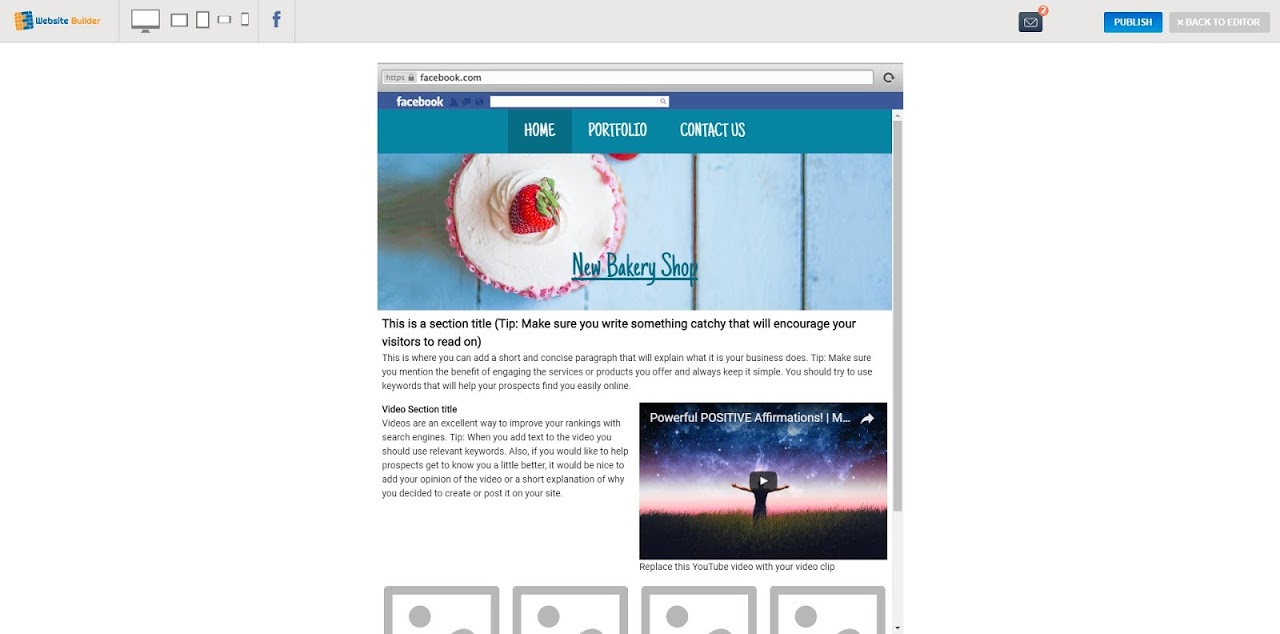 Website Builder
2
PUBLISH
× BACK TO EDITOR
https facebook.com
facebook
HOME PORTFOLIO CONTACT US
New Bakery Shop
This is a section title (Tip: Make sure you write something catchy that will encourage your
visitors to read on)
This is where you can add a short and concise paragraph that will explain what it is your business does. Tip: Make sure
you mention the benefit of engaging the services or products you offer and always keep it simple. You should try to use
keywords that will help your prospects find you easily online.
Video Section title
Videos are an excellent way to improve your rankings with
search engines. Tip: When you add text to the video you
should use relevant keywords. Also, if you would like to help
prospects get to know you a little better, it would be nice to
add your opinion of the video or a short explanation of why
you decided to create or post it on your site.
Powerful POSITIVE Affirmations! | M...
Replace this YouTube video with your video clip